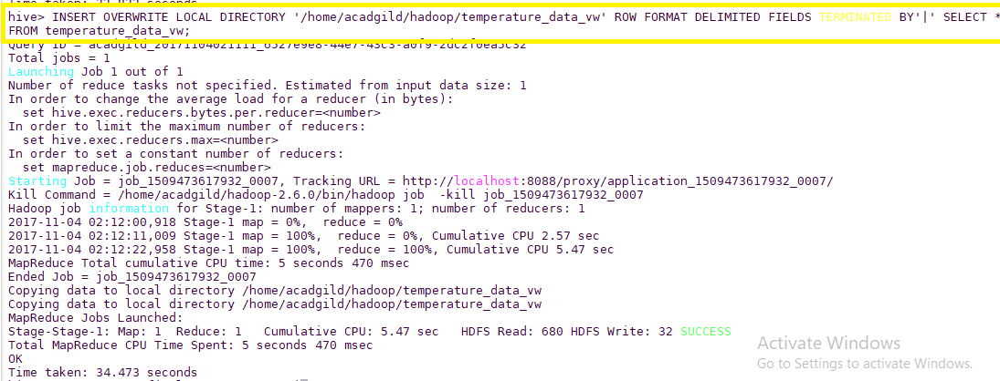 hive> INSERT OVERWRITE LOCAL DIRECTORY '/home/acadgild/hadoop/temperature_data_vw' ROW FORMAT DELIMITED FIELDS TERMINATED BY'|' SELECT *
FROM temperature_data_vw;
Query ID = acadgild_20171104021111_6527e9e8-44e7-43c3-a0f9-2dc2f0ea5c32
Total jobs = 1
Launching Job 1 out of 1
Number of reduce tasks not specified. Estimated from input data size: 1
In order to change the average load for a reducer (in bytes):
set hive.exec.reducers.bytes.per.reducer=<number>
In order to limit the maximum number of reducers:
set hive.exec.reducers.max=<number>
In order to set a constant number of reducers:
set mapreduce.job.reduces=<number>
Starting Job = job_1509473617932_0007, Tracking URL = http://localhost:8088/proxy/application_1509473617932_0007/
Kill Command = /home/acadgild/hadoop-2.6.0/bin/hadoop job  -kill job_1509473617932_0007
Hadoop job information for Stage-1: number of mappers: 1; number of reducers: 1
2017-11-04 02:12:00,918 Stage-1 map = 0%,  reduce = 0%
2017-11-04 02:12:11,009 Stage-1 map = 100%,  reduce = 0%, Cumulative CPU 2.57 sec
2017-11-04 02:12:22,958 Stage-1 map = 100%,  reduce = 100%, Cumulative CPU 5.47 sec
MapReduce Total cumulative CPU time: 5 seconds 470 msec
Ended Job = job_1509473617932_0007
Copying data to local directory /home/acadgild/hadoop/temperature_data_vw
Copying data to local directory /home/acadgild/hadoop/temperature_data_vw
MapReduce Jobs Launched:
Stage-Stage-1: Map: 1  Reduce: 1   Cumulative CPU: 5.47 sec   HDFS Read: 680 HDFS Write: 32 SUCCESS
Total MapReduce CPU Time Spent: 5 seconds 470 msec
OK
Time taken: 34.473 seconds
Activate Windows
Go to Settings to activate Windows.